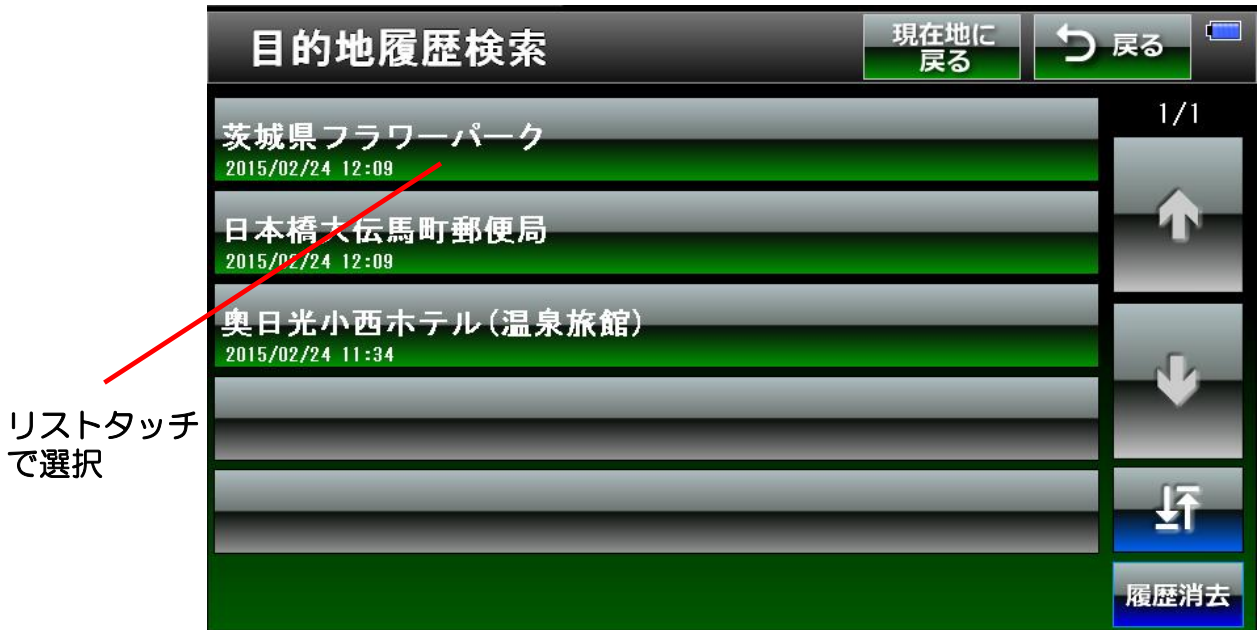 目的地履歴検索
現在地に
戻る
戻る
茨城県フラワーパーク
2015/02/24 12:09
日本橋大伝馬町郵便局
2015/02/24 12:09
奥日光小西ホテル(温泉旅館)
2015/02/24 11:34
1/1
履歴消去
リストタッチ
で選択